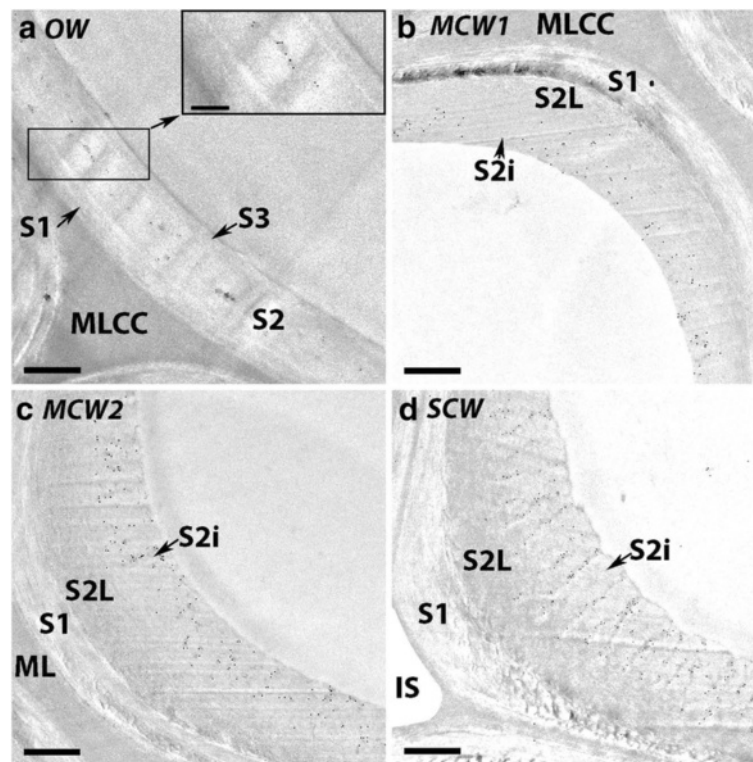 a OW
S1
S3
S2
MLCC
b MCW1
MLCC
S1
S2L
S2i
c MCW2
S2i
S2L
S1
ML
d SCW
S2i
S2L
S1
IS